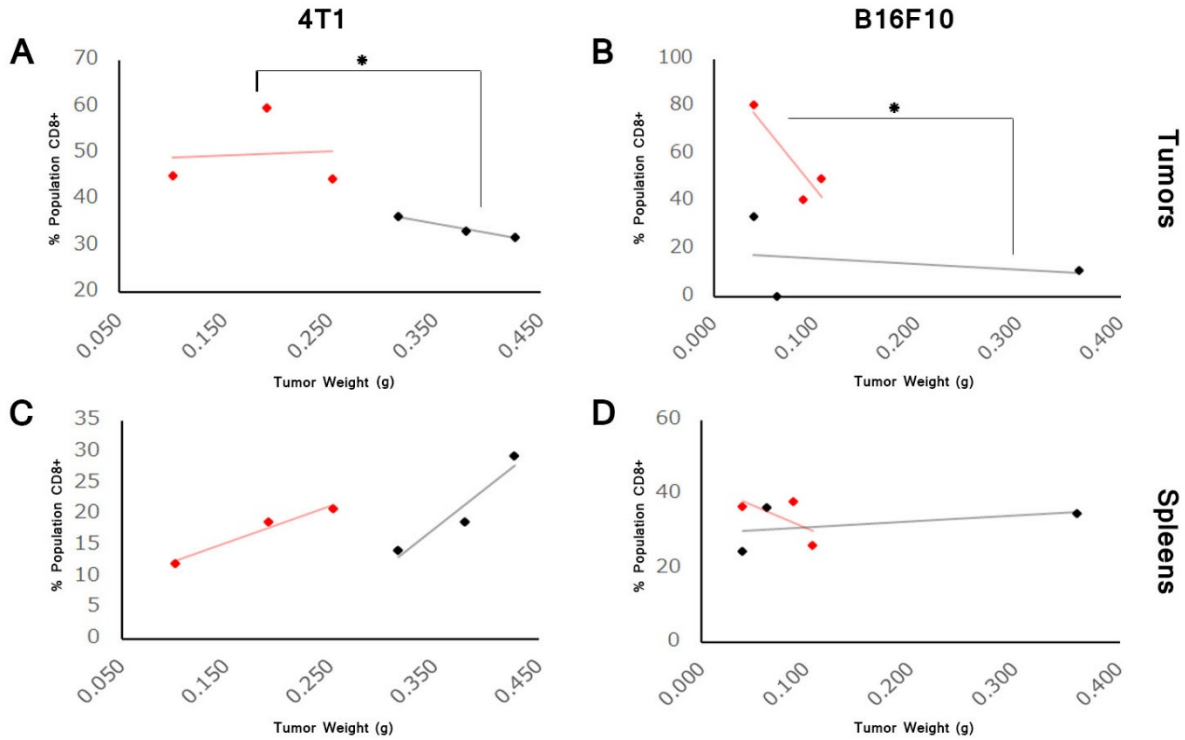 4T1
B16F10
A
70
60
50
40
30
20
% Population CD8+
*
0.050
0.150
0.250
0.350
0.450
Tumor Weight (g)
B
100
80
60
40
20
0
% Population CD8+
*
0.000
0.100
0.200
0.300
0.400
Tumor Weight (g)
Tumors
C
35
30
25
20
15
10
5
0
% Population CD8+
0.050
0.150
0.250
0.350
0.450
Tumor Weight (g)
D
60
40
20
0
% Population CD8+
0.000
0.100
0.200
0.300
0.400
Tumor Weight (g)
Spleens